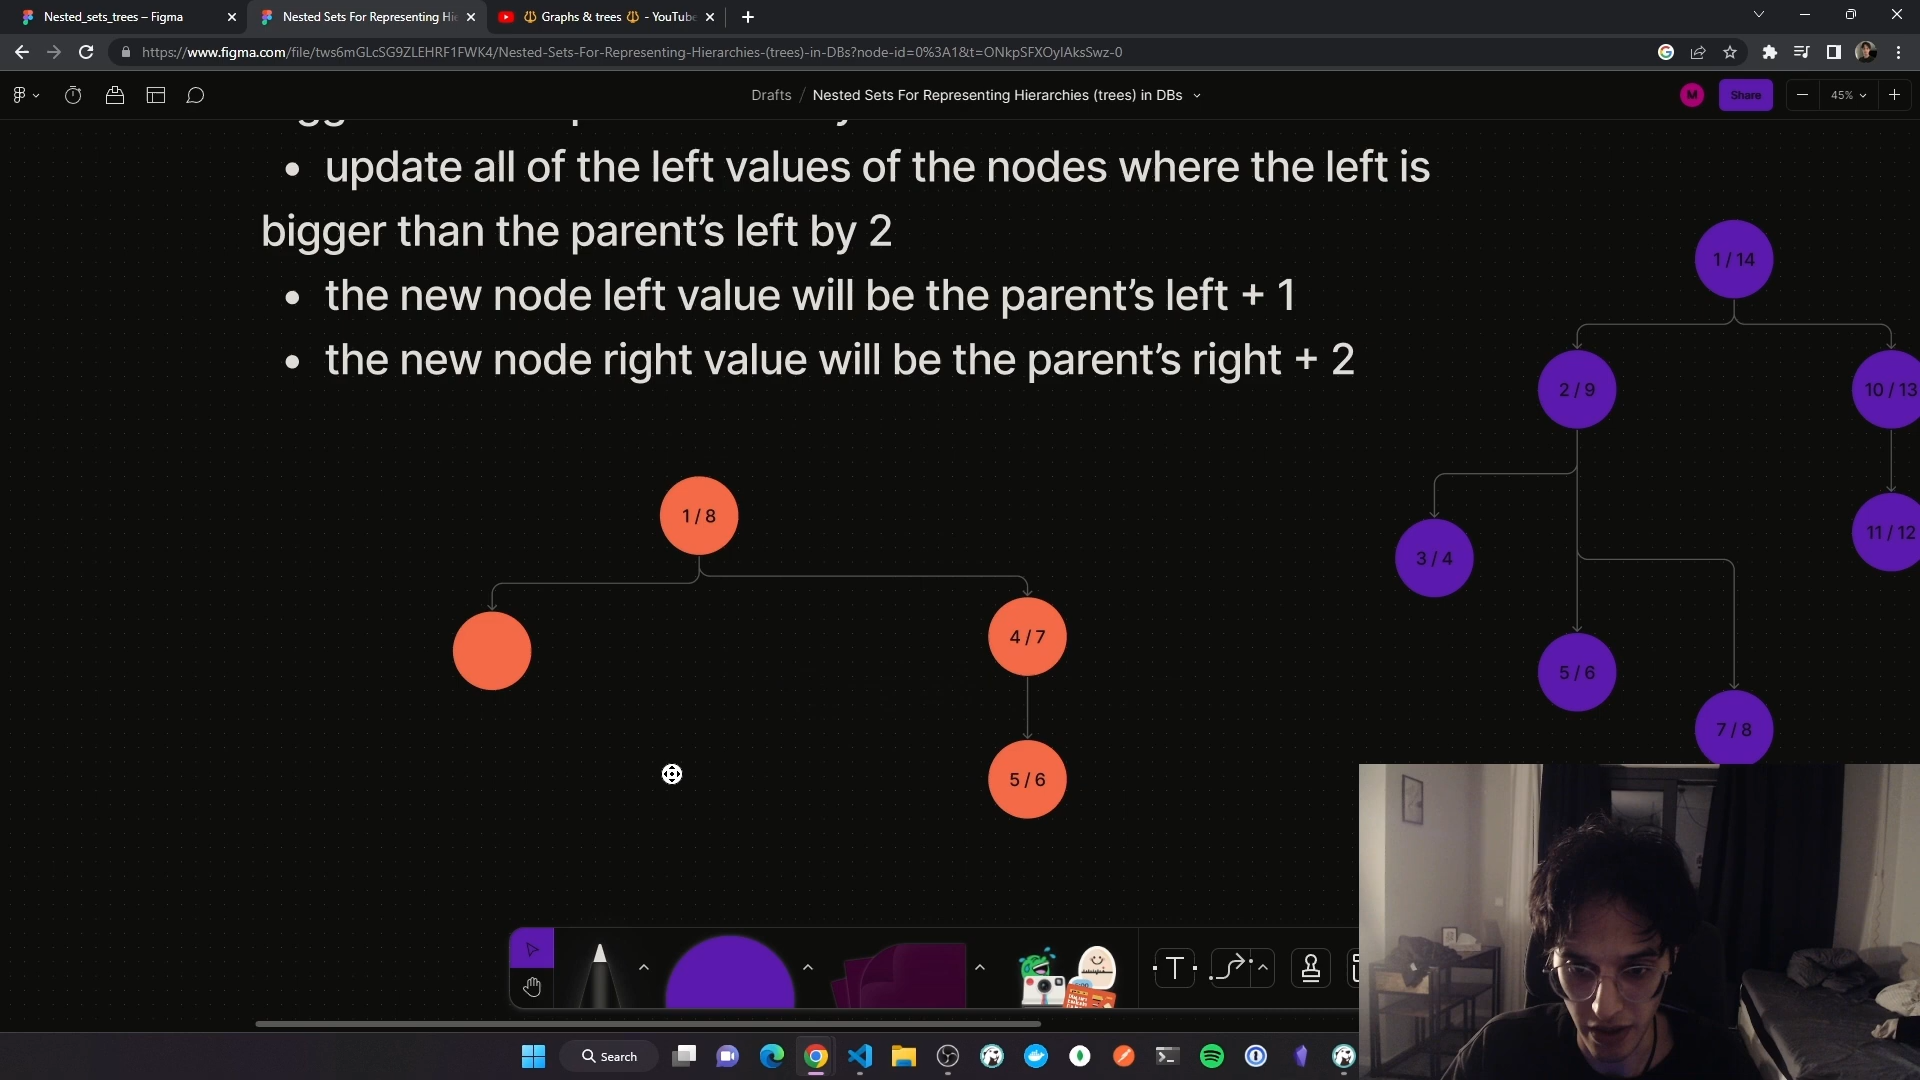 Nested_sets_trees – Figma
Nested Sets For Representing Hi
Graphs & trees
- YouTube
https://www.figma.com/file/tws6mGLcSG9ZLEHRF1FWK4/Nested-Sets-For-Representing-Hierarchies-(trees)-in-DBs?node-id=0%3A1&t=ONkpSFXOylAksSwz-0
Drafts / Nested Sets For Representing Hierarchies (trees) in DBs
M
Share
45%
• update all of the left values of the nodes where the left is
bigger than the parent’s left by 2
• the new node left value will be the parent’s left + 1
• the new node right value will be the parent’s right + 2
1 / 14
2 / 9
10 / 13
3 / 4
11 / 12
5 / 6
7 / 8
1 / 8
4 / 7
5 / 6
T
Search